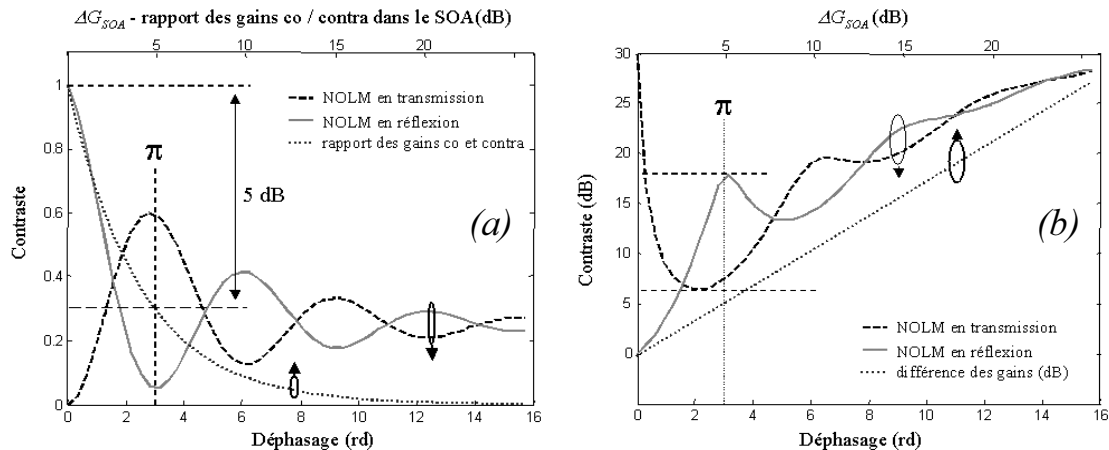 ΔG_SOA - rapport des gains co / contra dans le SOA(dB)
0 5 10 15 20
1
0.8
0.6
0.4
0.2
0
Contraste
NOLM en transmission
NOLM en réflexion
rapport des gains co et contra
π
5 dB
(a)
0 2 4 6 8 10 12 14 16
Déphasage (rd)
ΔG_SOA (dB)
0 5 10 15 20
30
25
20
15
10
5
0
Contraste (dB)
π
(b)
NOLM en transmission
NOLM en réflexion
différence des gains (dB)
0 2 4 6 8 10 12 14 16
Déphasage (rd)